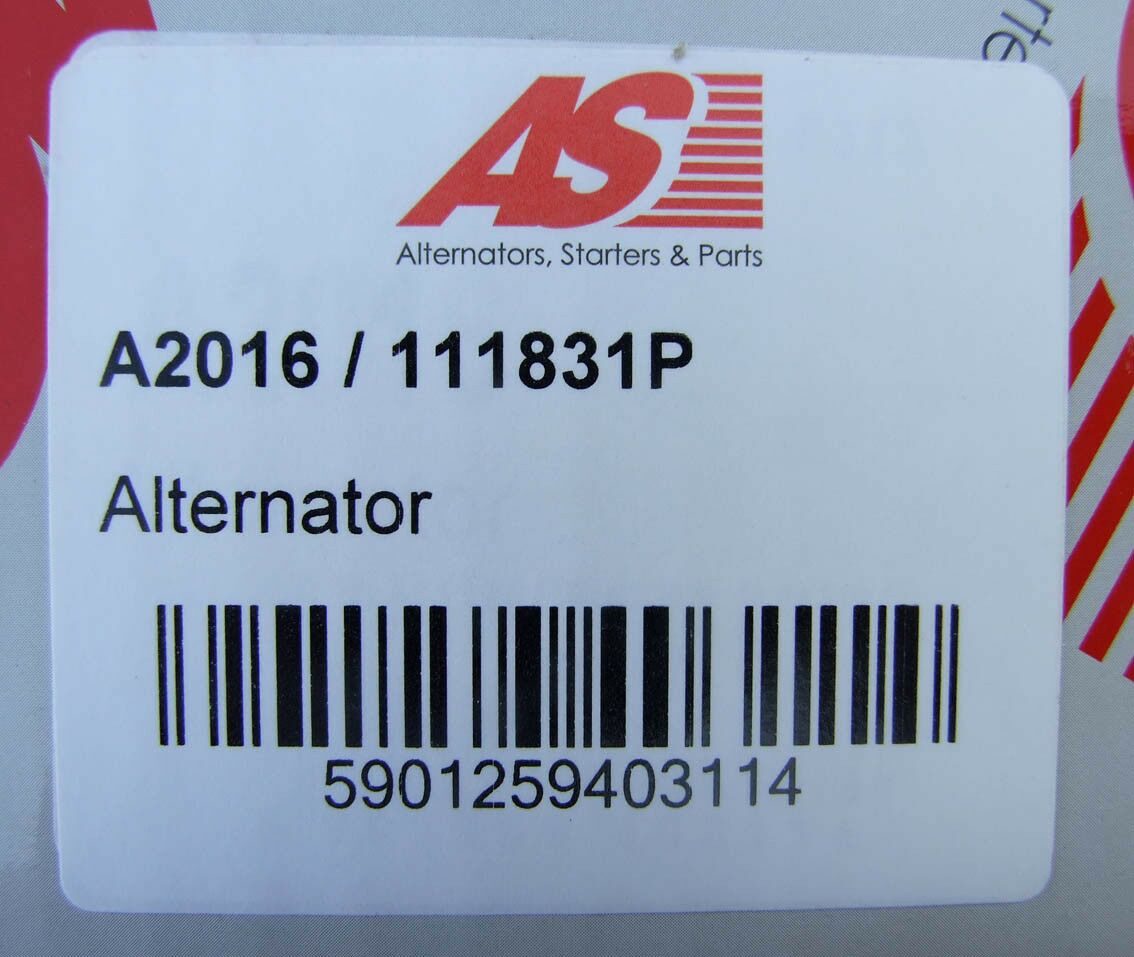 AS
Alternators, Starters & Parts
A2016 / 111831P
Alternator
5901259403114